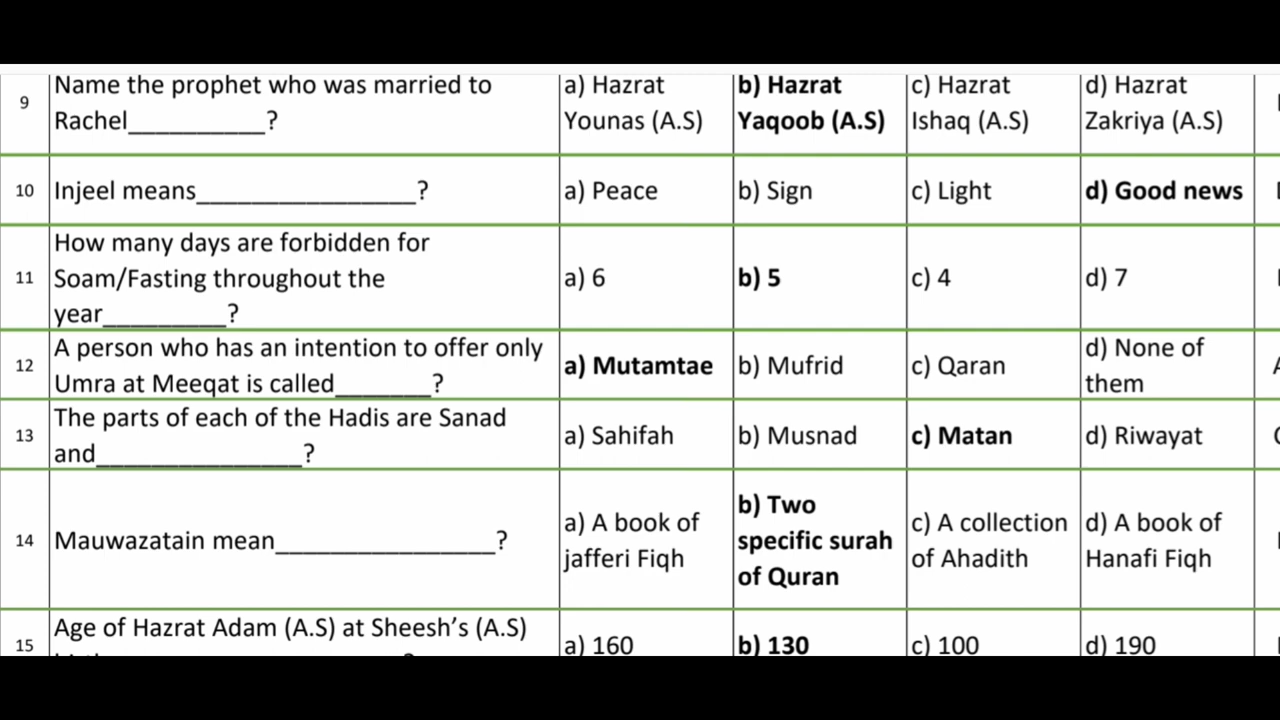 9 Name the prophet who was married to Rachel__________? a) Hazrat Younas (A.S) b) Hazrat Yaqoob (A.S) c) Hazrat Ishaq (A.S) d) Hazrat Zakriya (A.S)
10 Injeel means________________? a) Peace b) Sign c) Light d) Good news
11 How many days are forbidden for Soam/Fasting throughout the year_________? a) 6 b) 5 c) 4 d) 7
12 A person who has an intention to offer only Umra at Meeqat is called_______? a) Mutamtae b) Mufrid c) Qaran d) None of them
13 The parts of each of the Hadis are Sanad and_______________? a) Sahifah b) Musnad c) Matan d) Riwayat
14 Mauwazatain mean________________? a) A book of jafferi Fiqh b) Two specific surah of Quran c) A collection of Ahadith d) A book of Hanafi Fiqh
15 Age of Hazrat Adam (A.S) at Sheesh's (A.S) a) 160 b) 130 c) 100 d) 190